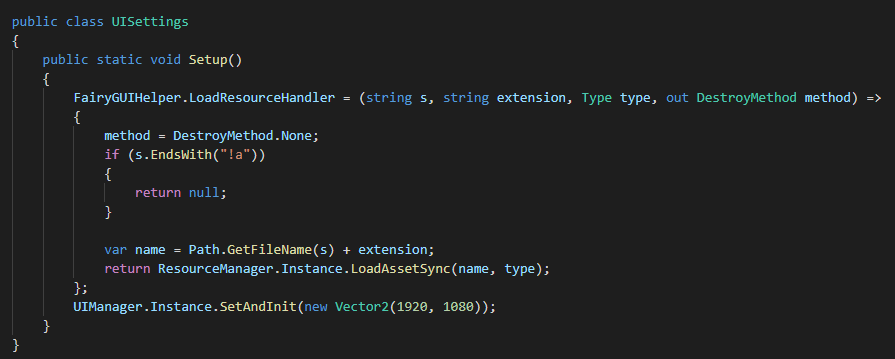 public class UISettings
{
    public static void Setup()
    {
        FairyGUIHelper.LoadResourceHandler = (string s, string extension, Type type, out DestroyMethod method) =>
        {
            method = DestroyMethod.None;
            if (s.EndsWith("!a"))
            {
                return null;
            }

            var name = Path.GetFileName(s) + extension;
            return ResourceManager.Instance.LoadAssetSync(name, type);
        };
        UIManager.Instance.SetAndInit(new Vector2(1920, 1080));
    }
}